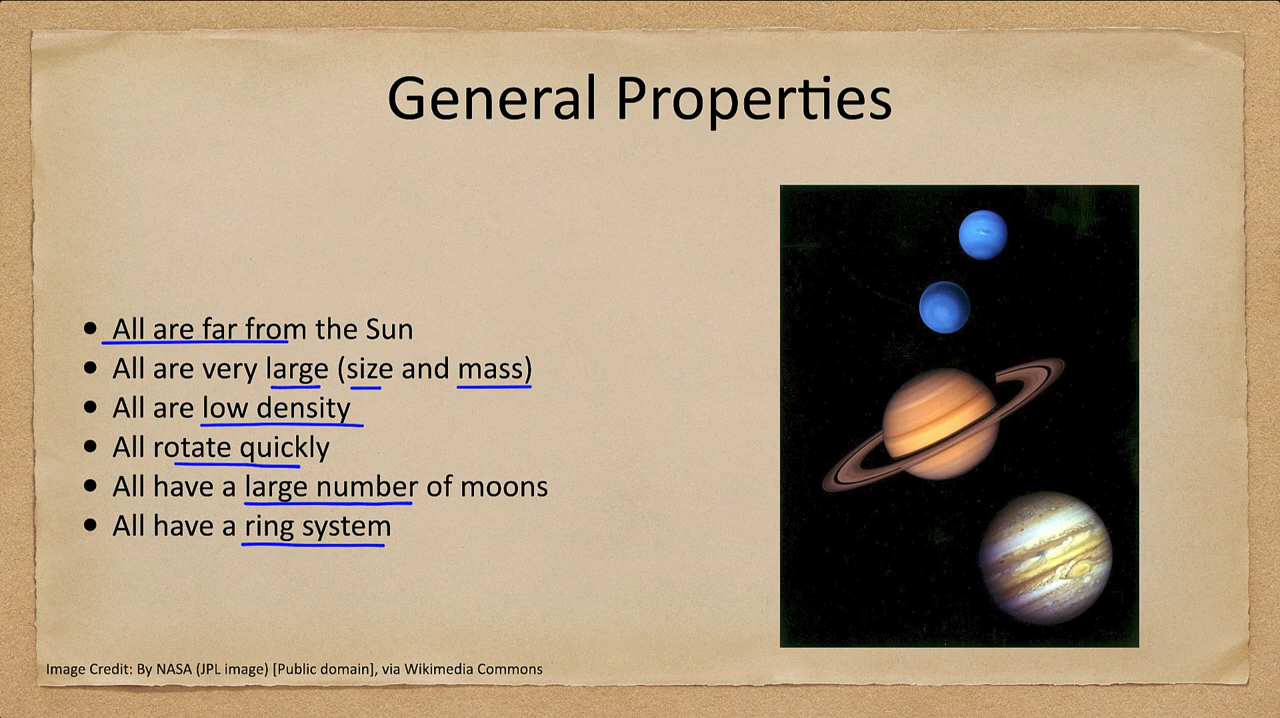 General Properties
• All are far from the Sun
• All are very large (size and mass)
• All are low density
• All rotate quickly
• All have a large number of moons
• All have a ring system
Image Credit: By NASA (JPL image) [Public domain], via Wikimedia Commons